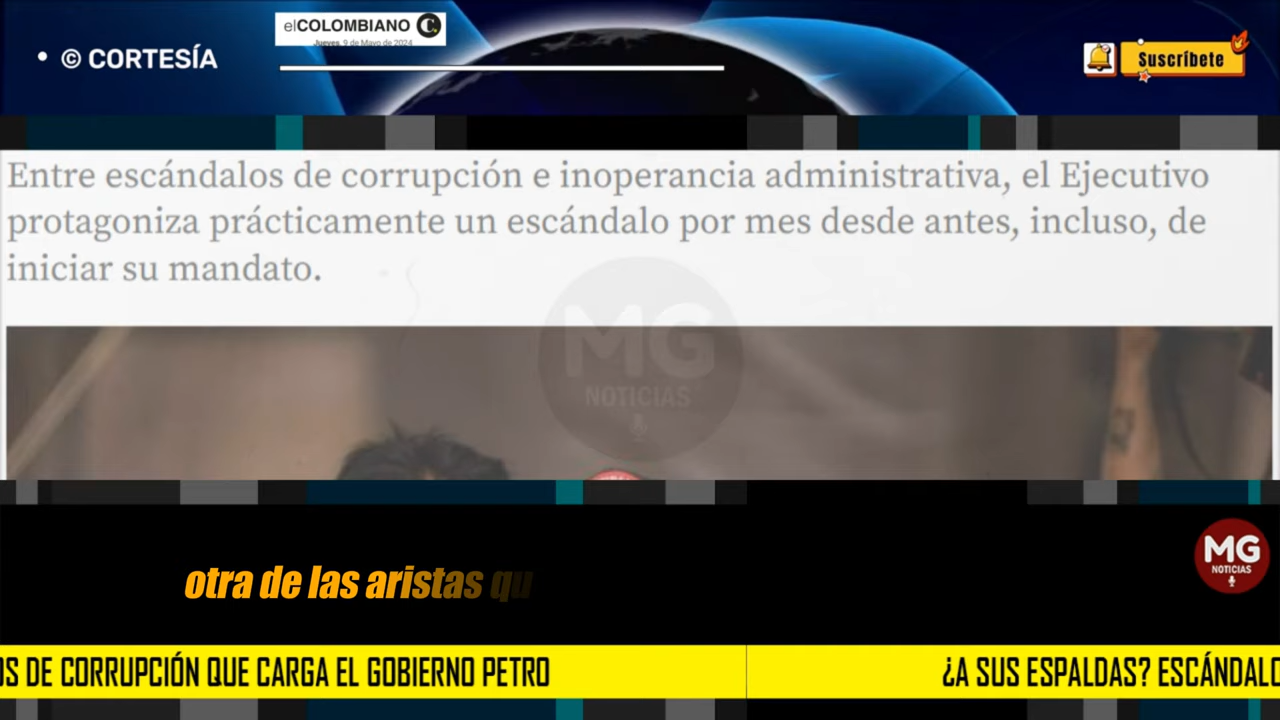 elCOLOMBIANO C.
Jueves, 9 de Mayo de 2024
• © CORTESÍA
Suscríbete
Entre escándalos de corrupción e inoperancia administrativa, el Ejecutivo
protagoniza prácticamente un escándalo por mes desde antes, incluso, de
iniciar su mandato.
MG
NOTICIAS
otra de las aristas qu
MG
NOTICIAS
OS DE CORRUPCIÓN QUE CARGA EL GOBIERNO PETRO
¿A SUS ESPALDAS? ESCÁNDALO